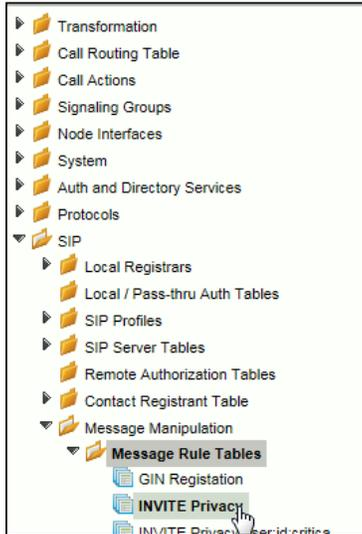 Transformation
Call Routing Table
Call Actions
Signaling Groups
Node Interfaces
System
Auth and Directory Services
Protocols
SIP
Local Registrars
Local / Pass-thru Auth Tables
SIP Profiles
SIP Server Tables
Remote Authorization Tables
Contact Registrant Table
Message Manipulation
Message Rule Tables
GIN Registation
INVITE Privacy
INVITE Privacy